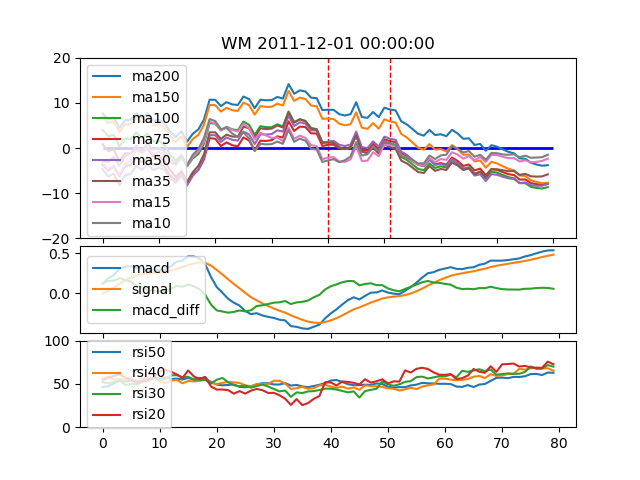 WM 2011-12-01 00:00:00
20
10
0
−10
−20
ma200
ma150
ma100
ma75
ma50
ma35
ma15
ma10
0.5
0.0
macd
signal
macd_diff
100
50
0
rsi50
rsi40
rsi30
rsi20
0 10 20 30 40 50 60 70 80